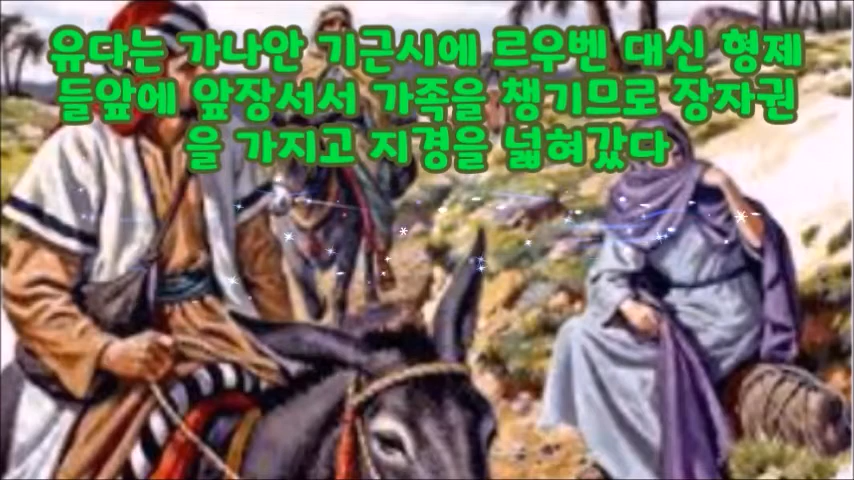 유다는 가나안 기근시에 르우벤 대신 형제
들앞에 앞장서서 가족을 챙기므로 장자권
을 가지고 지경을 넓혀갔다